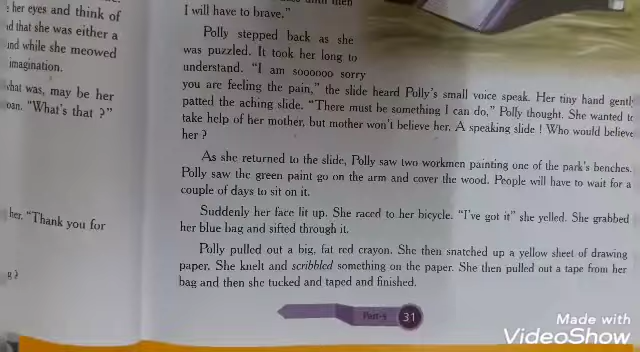 her eyes and think of
that she was either a
and while she meowed
imagination.
what was, may be her
"What's that ?"
her. "Thank you for
I will have to brave,"
Polly stepped back as she
was puzzled. It took her long to
understand. "I am soooooo sorry
you are feeling the pain," the slide heard Polly's small voice speak. Her tiny hand gently
patted the aching slide. "There must be something I can do," Polly thought. She wanted to
take help of her mother, but mother won't believe her. A speaking slide ! Who would believe
her ?
As she returned to the slide, Polly saw two workmen painting one of the park's benches.
Polly saw the green paint go on the arm and cover the wood. People will have to wait for a
couple of days to sit on it.
Suddenly her face lit up. She raced to her bicycle. "I've got it" she yelled. She grabbed
her blue bag and sifted through it.
Polly pulled out a big, fat red crayon. She then snatched up a yellow sheet of drawing
paper. She knelt and scribbled something on the paper. She then pulled out a tape from her
bag and then she tucked and taped and finished.
31
Made with
VideoShow